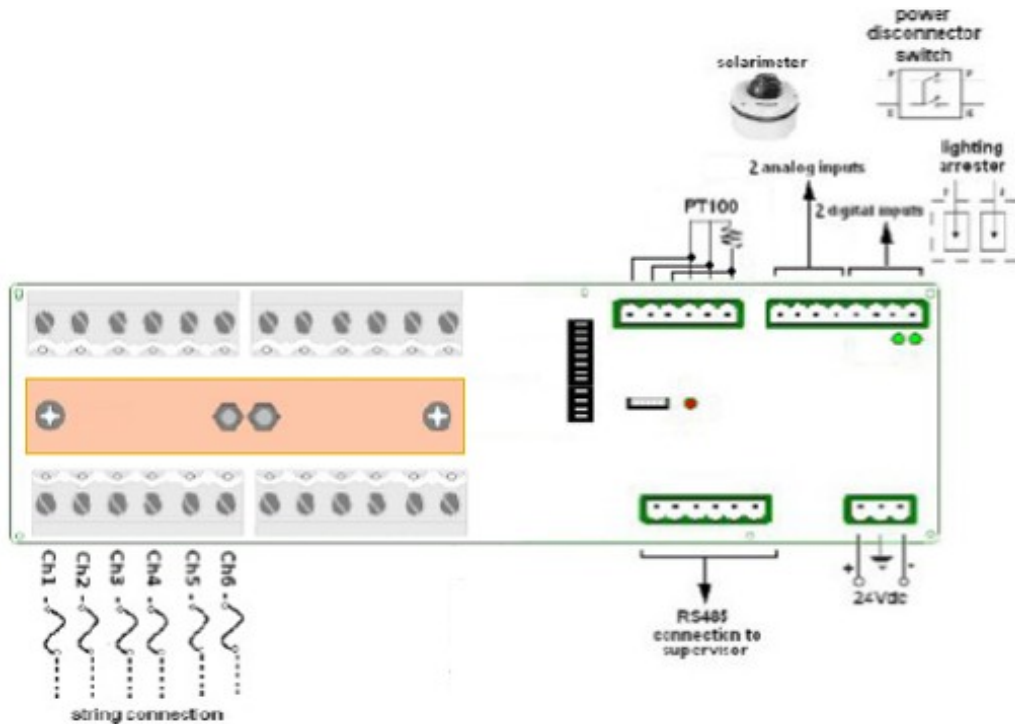 power
disconnector
switch
solarimeter
lighting
arrester
2 analog inputs
PT100
2 digital inputs
Ch1
Ch2
Ch3
Ch4
Ch5
Ch6
+
-
24Vdc
RS485
connection to
supervisor
string connection